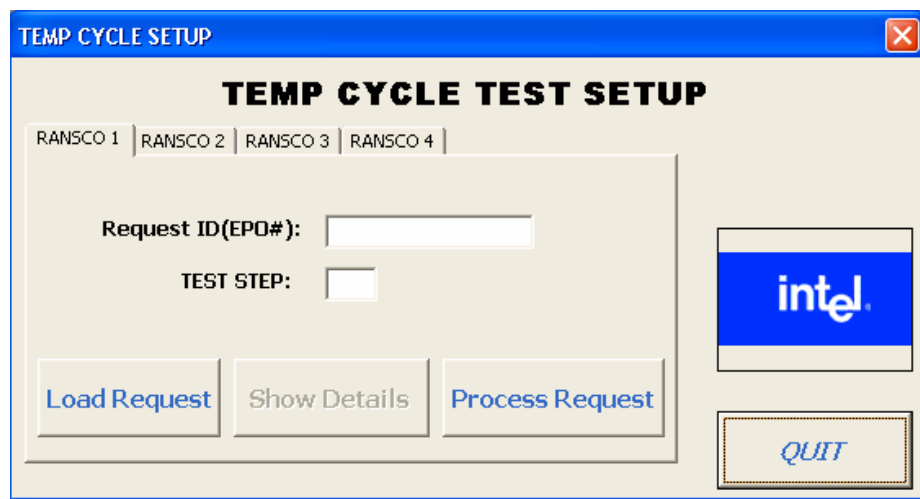 TEMP CYCLE SETUP
TEMP CYCLE TEST SETUP
RANSCO 1 RANSCO 2 RANSCO 3 RANSCO 4
Request ID(EPO#):
TEST STEP:
intel.
Load Request Show Details Process Request
QUIT